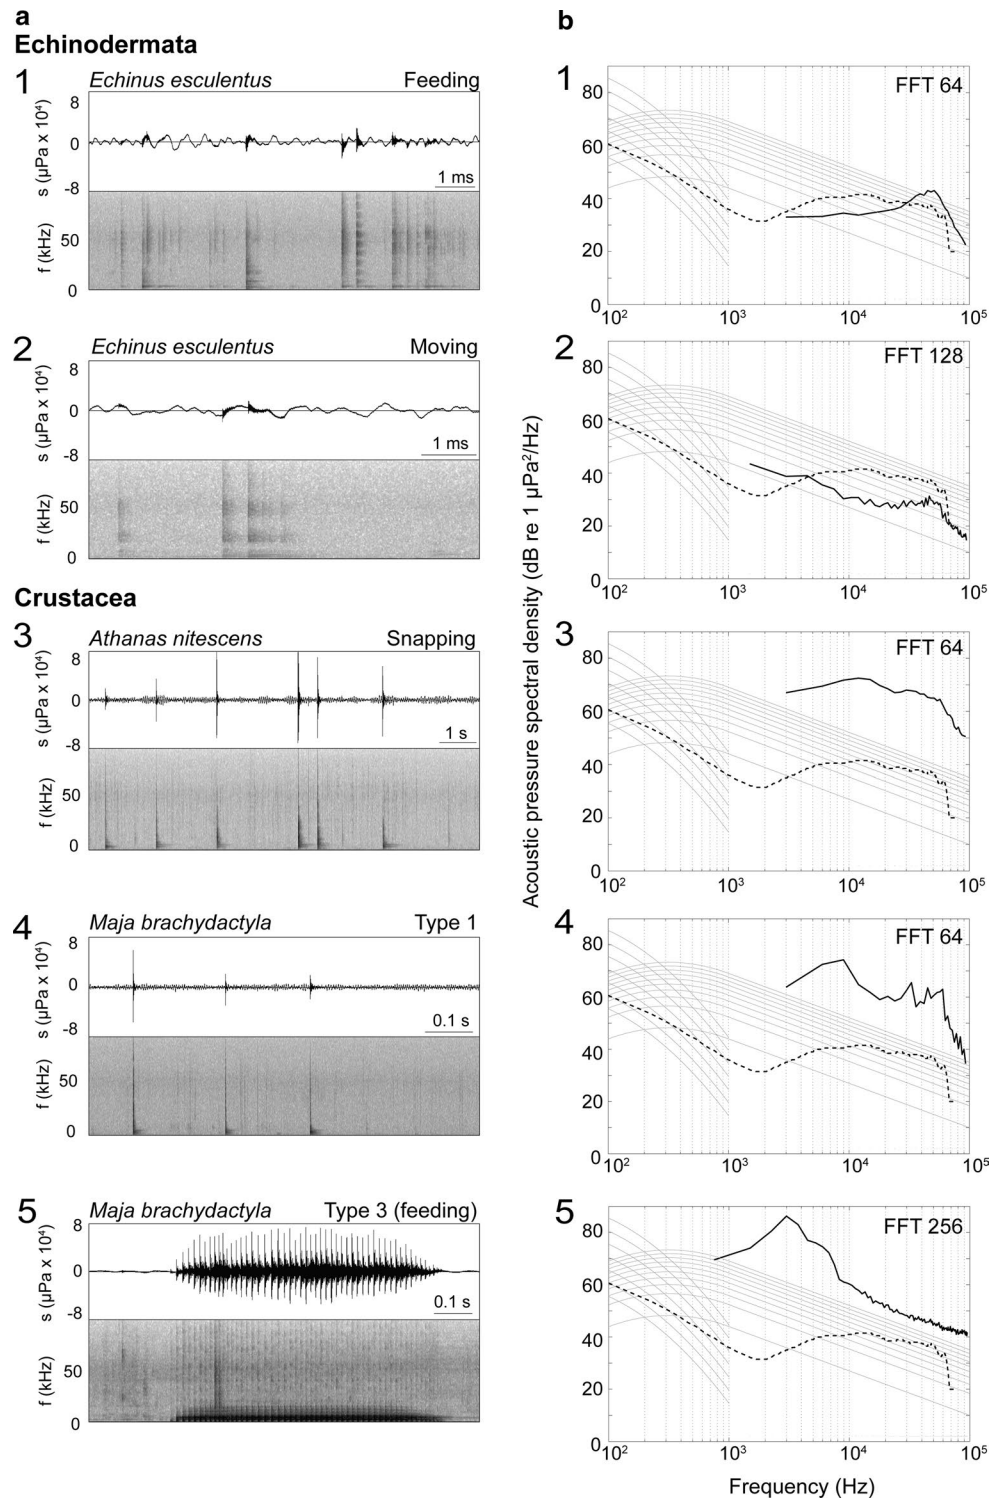 a
Echinodermata
1
Echinus esculentus Feeding
8
0
-8
s (µPa x 10⁴)
1 ms
50
0
f (kHz)
2
Echinus esculentus Moving
8
0
-8
s (µPa x 10⁴)
1 ms
50
0
f (kHz)
Crustacea
3
Athanas nitescens Snapping
8
0
-8
s (µPa x 10⁴)
1 s
50
0
f (kHz)
4
Maja brachydactyla Type 1
8
0
-8
s (µPa x 10⁴)
0.1 s
50
0
f (kHz)
5
Maja brachydactyla Type 3 (feeding)
8
0
-8
s (µPa x 10⁴)
0.1 s
50
0
f (kHz)
b
Acoustic pressure spectral density (dB re 1 µPa²/Hz)
1
FFT 64
80
60
40
20
0
10² 10³ 10⁴ 10⁵
2
FFT 128
80
60
40
20
0
10² 10³ 10⁴ 10⁵
3
FFT 64
80
60
40
20
0
10² 10³ 10⁴ 10⁵
4
FFT 64
80
60
40
20
0
10² 10³ 10⁴ 10⁵
5
FFT 256
80
60
40
20
0
10² 10³ 10⁴ 10⁵
Frequency (Hz)